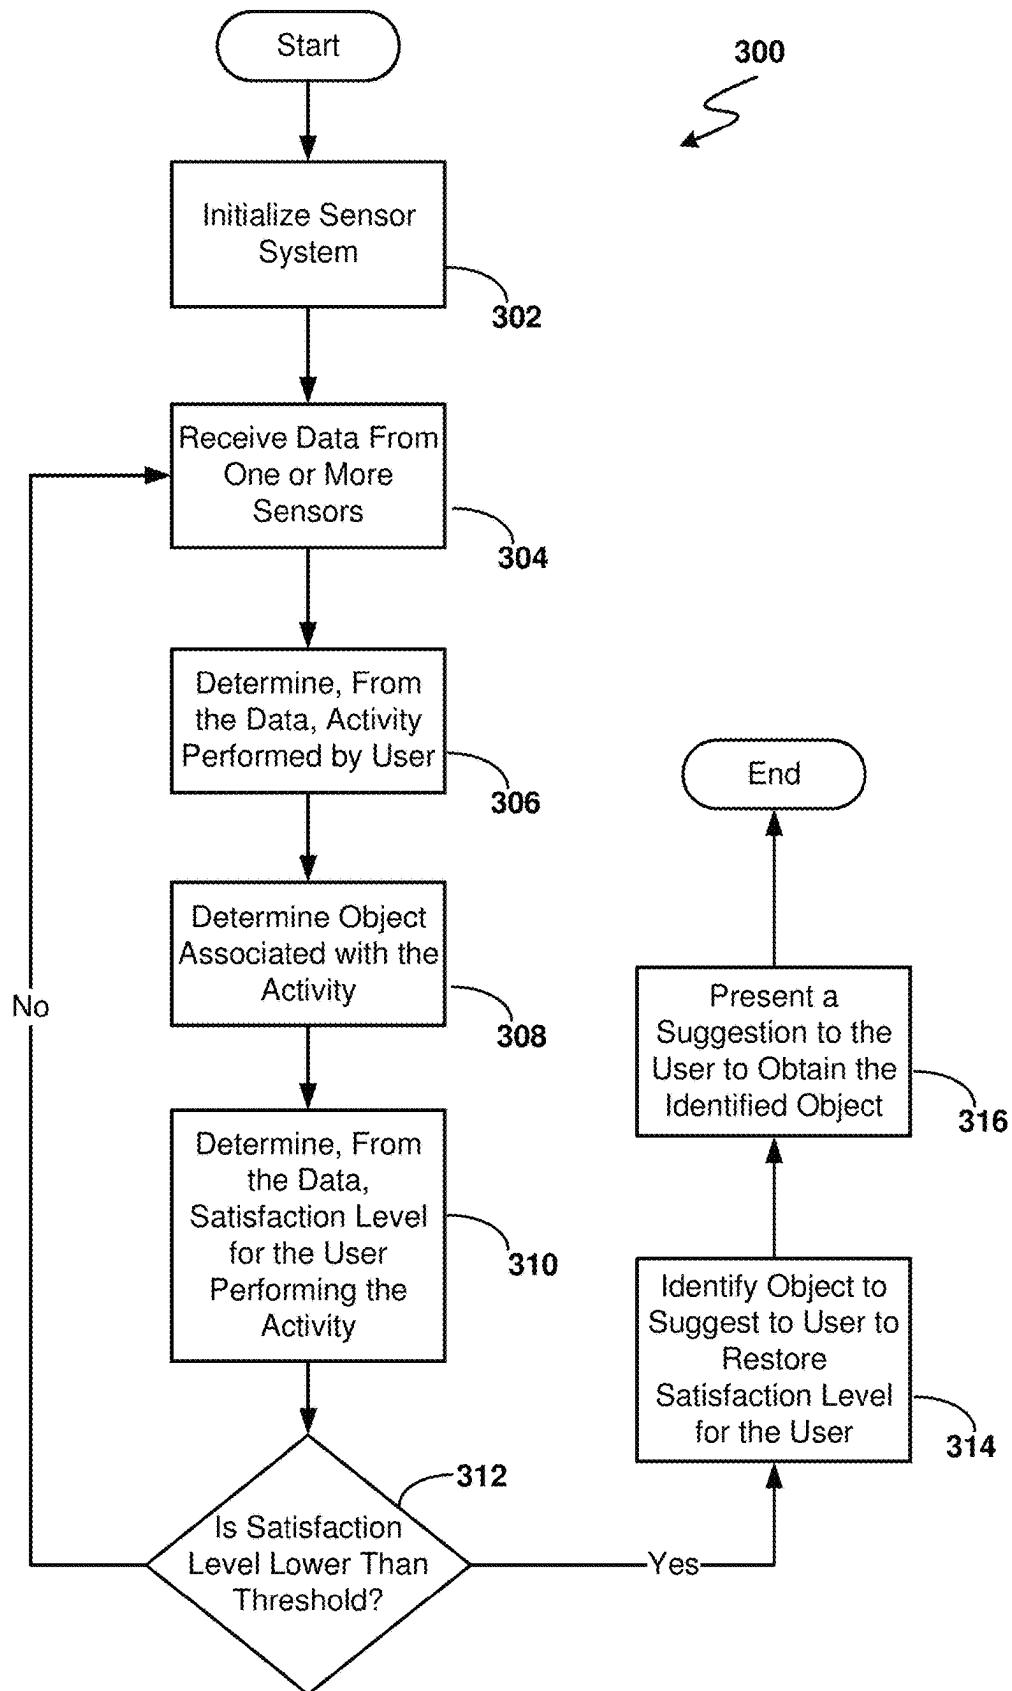 Start
300
Initialize Sensor
System
302
Receive Data From
One or More
Sensors
304
Determine, From
the Data, Activity
Performed by User
306
Determine Object
Associated with the
Activity
308
Determine, From
the Data,
Satisfaction Level
for the User
Performing the
Activity
310
312
Is Satisfaction
Level Lower Than
Threshold?
No
Yes
Identify Object to
Suggest to User to
Restore
Satisfaction Level
for the User
314
Present a
Suggestion to the
User to Obtain the
Identified Object
316
End